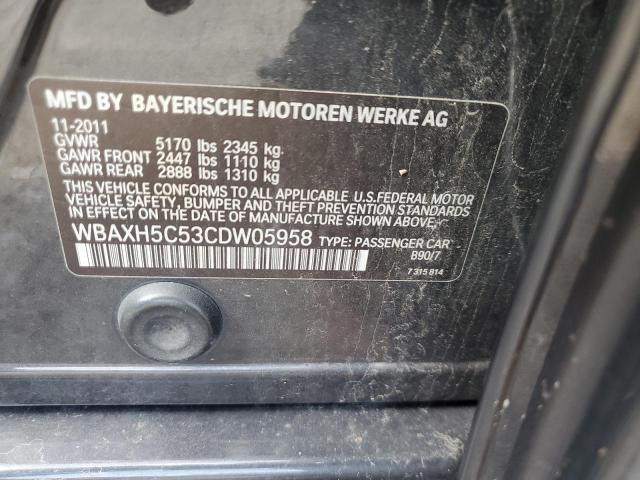 MFD BY BAYERISCHE MOTOREN WERKE AG
11-2011
GVWR 5170 lbs 2345 kg
GAWR FRONT 2447 lbs 1110 kg
GAWR REAR 2888 lbs 1310 kg
THIS VEHICLE CONFORMS TO ALL APPLICABLE U.S.FEDERAL MOTOR
VEHICLE SAFETY, BUMPER AND THEFT PREVENTION STANDARDS
IN EFFECT ON THE DATE OF MANUFACTURE SHOWN ABOVE.
WBAXH5C53CDW05958 TYPE: PASSENGER CAR
B90/7
7 315 814